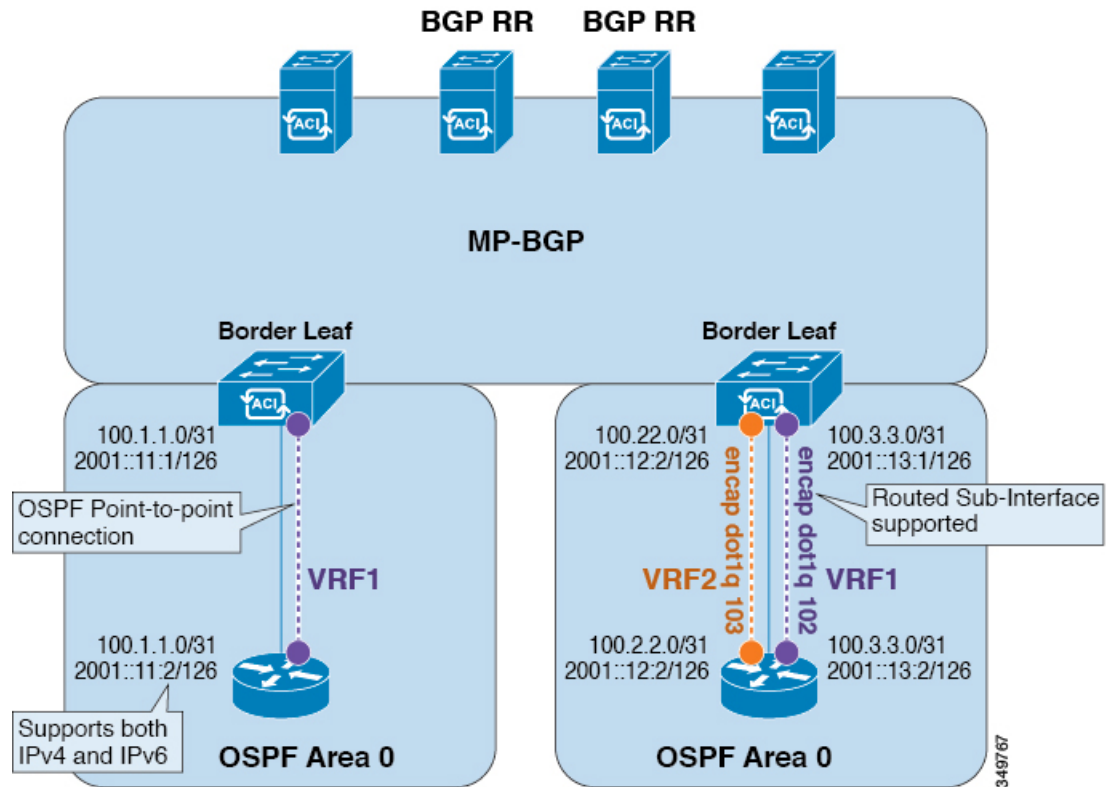 BGP RR
BGP RR
ACI
ACI
ACI
ACI
MP-BGP
Border Leaf
Border Leaf
ACI
ACI
100.1.1.0/31
2001::11:1/126
100.22.0/31
2001::12:2/126
100.3.3.0/31
2001::13:1/126
OSPF Point-to-point
connection
Routed Sub-Interface
supported
encap dot1q 103
encap dot1q 102
VRF1
VRF2
VRF1
100.1.1.0/31
2001::11:2/126
100.2.2.0/31
2001::12:2/126
100.3.3.0/31
2001::13:2/126
Supports both
IPv4 and IPv6
OSPF Area 0
OSPF Area 0
349767